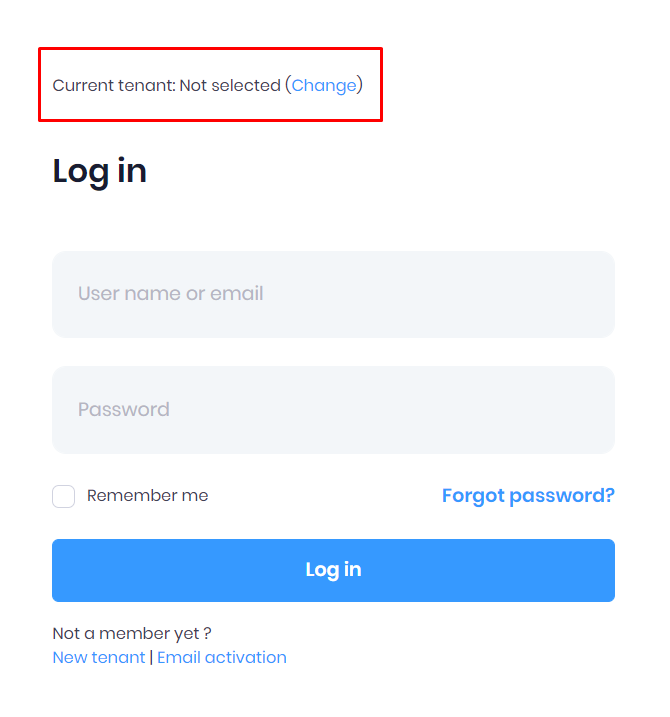 Current tenant: Not selected (Change)
Log in
User name or email
Password
Remember me Forgot password?
Log in
Not a member yet ?
New tenant | Email activation